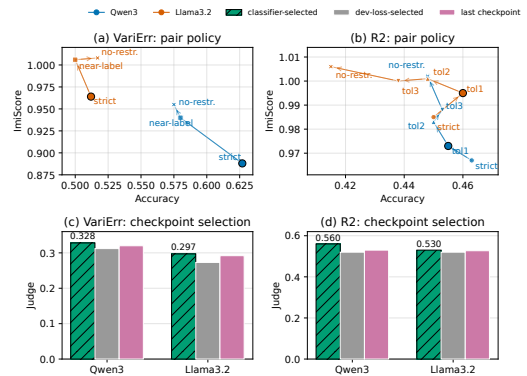 Qwen3 Llama3.2 classifier-selected dev-loss-selected last checkpoint
(a) VariErr: pair policy
ImiScore
1.000
0.975
0.950
0.925
0.900
0.875
no-restr.
near-label
strict
no-restr.
near-label
strict
0.500 0.525 0.550 0.575 0.600 0.625
Accuracy
(b) R2: pair policy
ImiScore
1.01
1.00
0.99
0.98
0.97
no-restr.
no-restr.
tol2
tol3
tol1
tol3
tol2
strict
tol1
strict
0.42 0.44 0.46
Accuracy
(c) VariErr: checkpoint selection
Judge
0.3
0.2
0.1
0.0
0.328
0.297
Qwen3 Llama3.2
(d) R2: checkpoint selection
Judge
0.6
0.4
0.2
0.0
0.560
0.530
Qwen3 Llama3.2